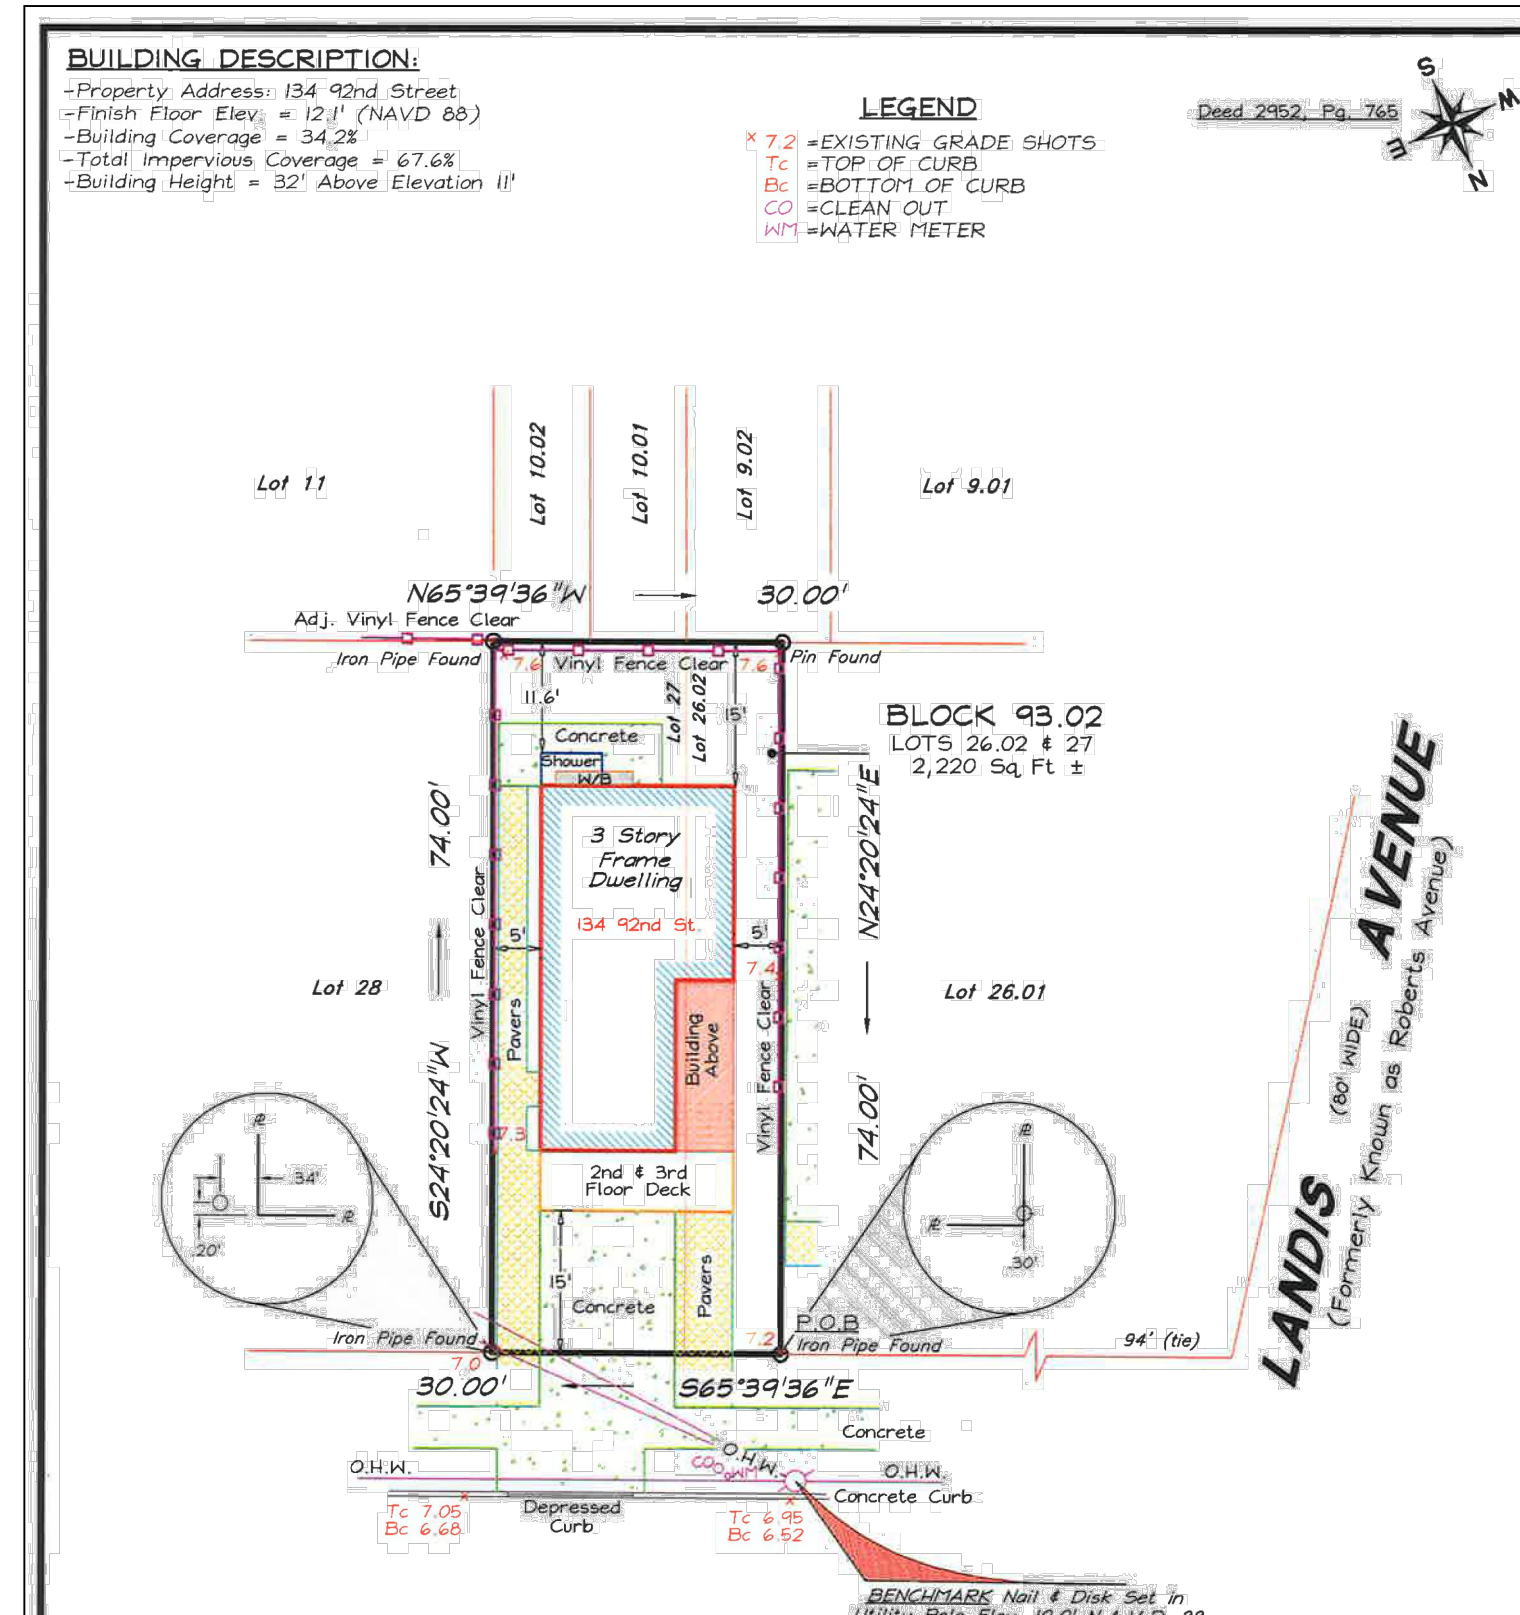 BUILDING DESCRIPTION:
-Property Address: 134 92nd Street
-Finish Floor Elev. = 12.1' (NAVD 88)
-Building Coverage = 34.2%
-Total Impervious Coverage = 67.6%
-Building Height = 32' Above Elevation 11'
LEGEND
x 7.2 =EXISTING GRADE SHOTS
Tc =TOP OF CURB
Bc =BOTTOM OF CURB
CO =CLEAN OUT
WM =WATER METER
Deed 2952, Pg. 765
S
W
E
N
Lot 11
Lot 10.02
Lot 10.01
Lot 9.02
Lot 9.01
N65°39'36"W
30.00'
Adj. Vinyl Fence Clear
Iron Pipe Found
7.6
Vinyl Fence Clear
7.6
Pin Found
11.6'
Lot 27
Lot 26.02
15'
Concrete
Shower
W/B
BLOCK 93.02
LOTS 26.02 & 27
2,220 Sq Ft ±
74.00'
S24°20'24"W
Vinyl Fence Clear
3 Story
Frame
Dwelling
134 92nd St.
5'
5'
7.4
Pavers
Building
Above
Vinyl Fence Clear
N24°20'24"E
74.00'
Lot 28
Lot 26.01
LANDIS AVENUE
(80' WIDE)
(Formerly Known as Roberts Avenue)
7.3
2nd & 3rd
Floor Deck
.34'
.20'
.30'
15'
Concrete
Pavers
Iron Pipe Found
7.0
7.2
P.O.B
Iron Pipe Found
94' (tie)
30.00'
S65°39'36"E
Concrete
O.H.W.
O.H.W.
O.H.W.
CO
WM
Concrete Curb
Tc 7.05
Bc 6.68
Depressed
Curb
Tc 6.95
Bc 6.52
BENCHMARK Nail & Disk Set in